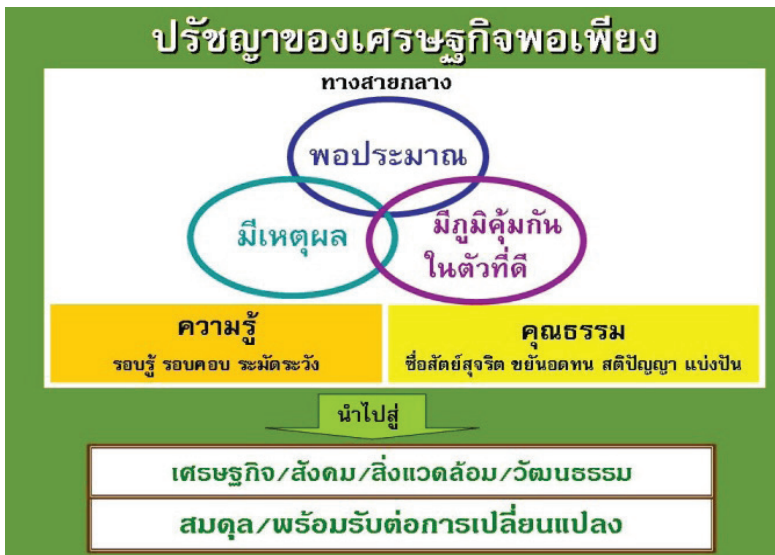 ปรัชญาของเศรษฐกิจพอเพียง
ทางสายกลาง
พอประมาณ
มีเหตุผล
มีภูมิคุ้มกัน
ในตัวที่ดี
ความรู้
รอบรู้ รอบคอบ ระมัดระวัง
คุณธรรม
ซื่อสัตย์สุจริต ขยันอดทน สติปัญญา แบ่งปัน
นำไปสู่
เศรษฐกิจ/สังคม/สิ่งแวดล้อม/วัฒนธรรม
สมดุล/พร้อมรับต่อการเปลี่ยนแปลง